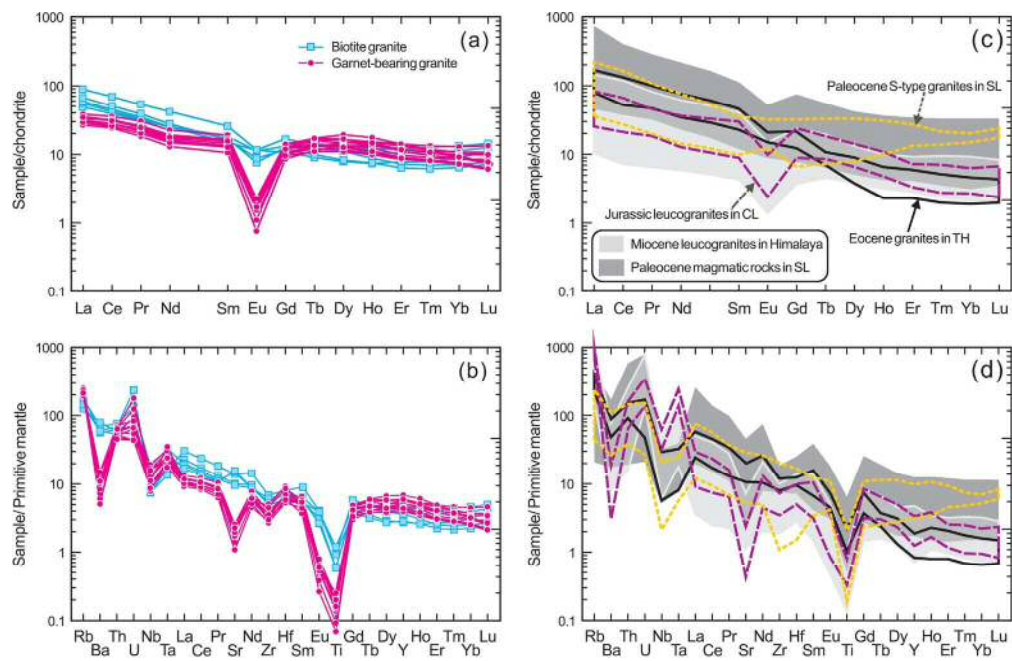 1000
100
10
1
0.1
Sample/chondrite
(a)
Biotite granite
Garnet-bearing granite
La Ce Pr Nd Sm Eu Gd Tb Dy Ho Er Tm Yb Lu
1000
100
10
1
0.1
Sample/chondrite
(c)
Paleocene S-type granites in SL
Jurassic leucogranites in CL
Eocene granites in TH
Miocene leucogranites in Himalaya
Paleocene magmatic rocks in SL
La Ce Pr Nd Sm Eu Gd Tb Dy Ho Er Tm Yb Lu
1000
100
10
1
0.1
Sample/ Primitive mantle
(b)
Rb Th Nb La Pr Nd Hf Eu Gd Dy Ho Tm Lu
Ba U Ta Ce Sr Zr Sm Ti Tb Y Er Yb
1000
100
10
1
0.1
Sample/ Primitive mantle
(d)
Rb Th Nb La Pr Nd Hf Eu Gd Dy Ho Tm Lu
Ba U Ta Ce Sr Zr Sm Ti Tb Y Er Yb